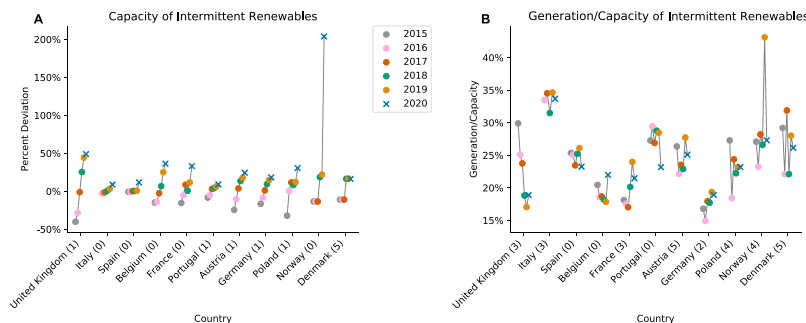 A
Capacity of Intermittent Renewables
200%
150%
100%
50%
0%
-50%
Percent Deviation
United Kingdom (1)
Italy (0)
Spain (0)
Belgium (0)
France (0)
Portugal (1)
Austria (1)
Germany (1)
Poland (1)
Norway (0)
Denmark (5)
Country
2015
2016
2017
2018
2019
2020
B
Generation/Capacity of Intermittent Renewables
45%
40%
35%
30%
25%
20%
15%
Generation/Capacity
United Kingdom (3)
Italy (3)
Spain (0)
Belgium (0)
France (3)
Portugal (0)
Austria (5)
Germany (2)
Poland (4)
Norway (4)
Denmark (5)
Country